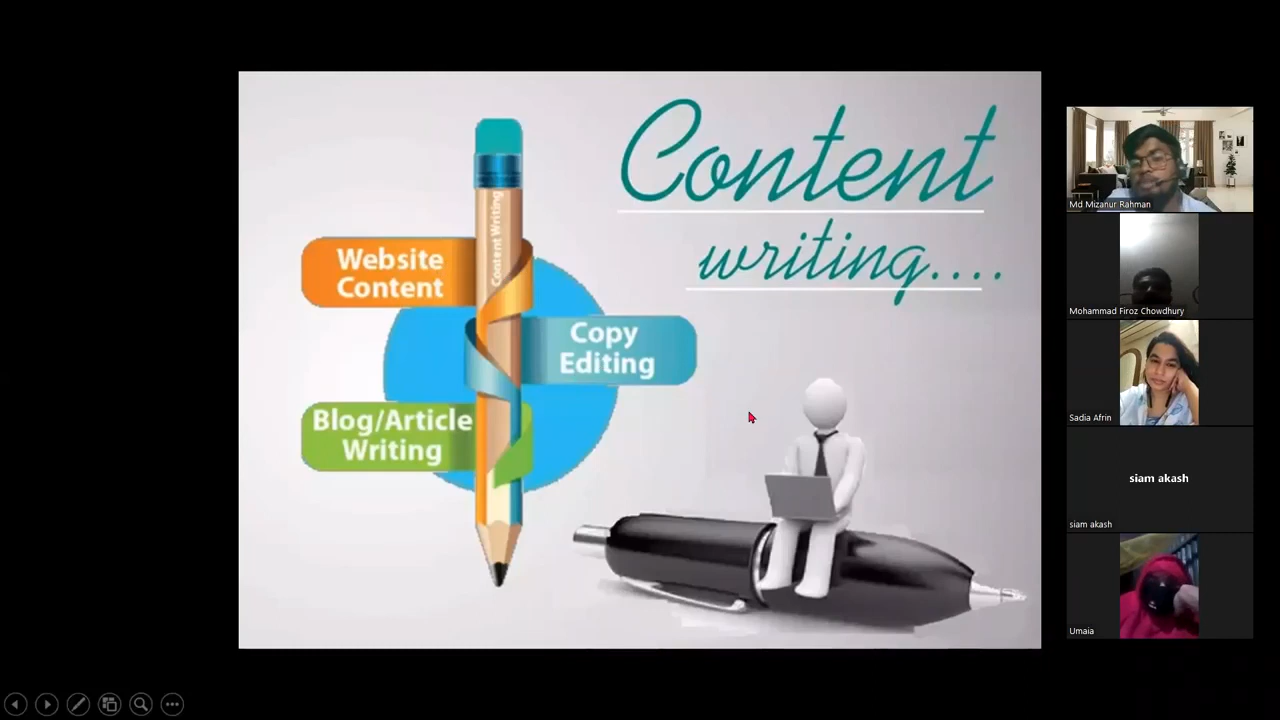 Content
writing....
Content Writing
Website
Content
Copy
Editing
Blog/Article
Writing
Md Mizanur Rahman
Mohammad Firoz Chowdhury
Sadia Afrin
siam akash
siam akash
Umaia